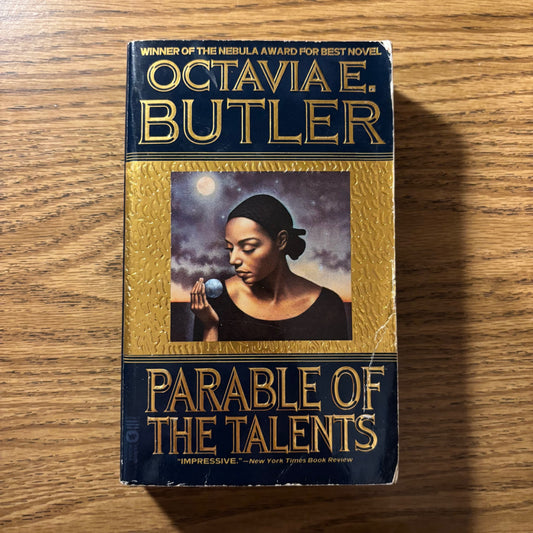 WINNER OF THE NEBULA AWARD FOR BEST NOVEL
OCTAVIA E.
BUTLER
PARABLE OF
THE TALENTS
"IMPRESSIVE."—New York Times Book Review